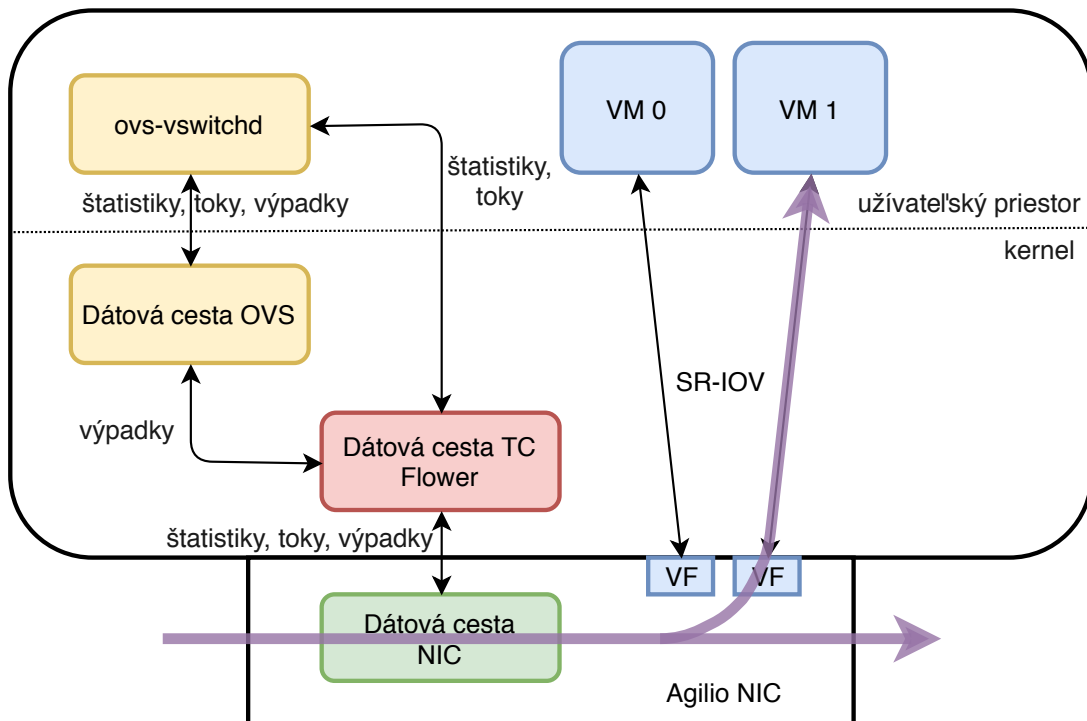 ovs-vswitchd
VM 0
VM 1
štatistiky, toky, výpadky
štatistiky,
toky
užívateľský priestor
kernel
Dátová cesta OVS
SR-IOV
výpadky
Dátová cesta TC
Flower
štatistiky, toky, výpadky
VF
VF
Dátová cesta
NIC
Agilio NIC